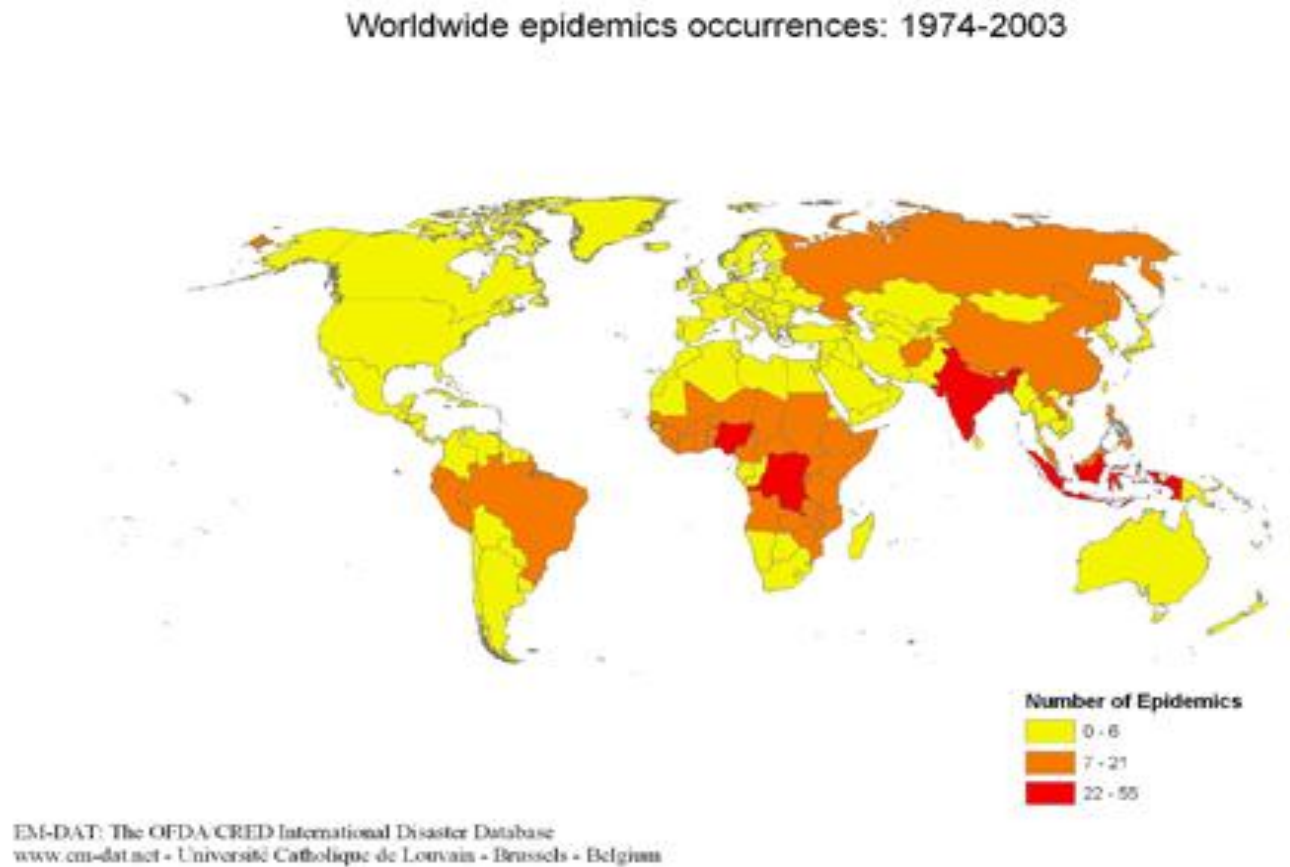 Worldwide epidemics occurrences: 1974-2003
Number of Epidemics
0 - 6
7 - 21
22 - 55
EM-DAT: The OFDA/CRED International Disaster Database
www.em-dat.net - Université Catholique de Louvain - Brussels - Belgium